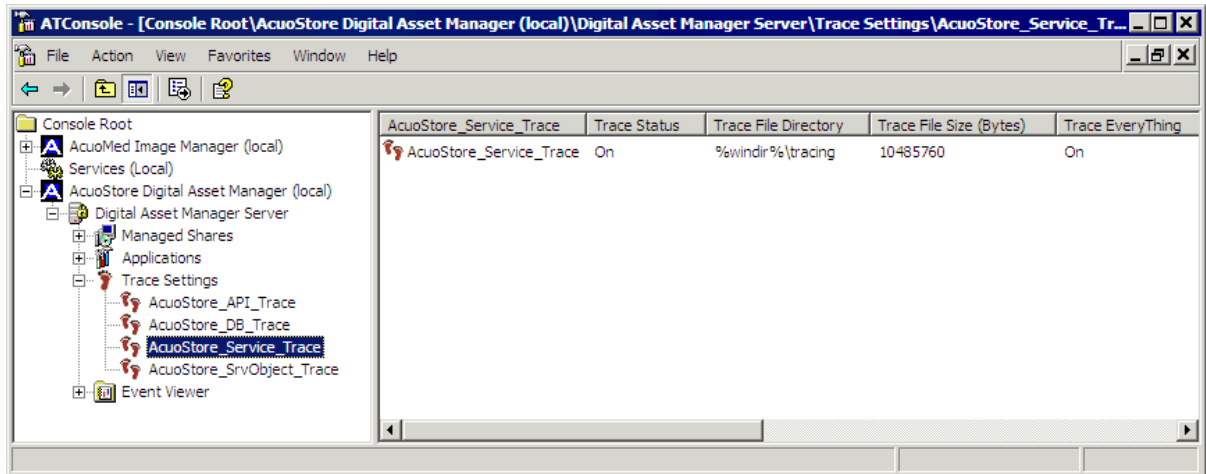 ATConsole - [Console Root\AcuoStore Digital Asset Manager (local)\Digital Asset Manager Server\Trace Settings\AcuoStore_Service_Tr...
File Action View Favorites Window Help
Console Root
AcuoMed Image Manager (local)
Services (Local)
AcuoStore Digital Asset Manager (local)
Digital Asset Manager Server
Managed Shares
Applications
Trace Settings
AcuoStore_API_Trace
AcuoStore_DB_Trace
AcuoStore_Service_Trace
AcuoStore_SrvObject_Trace
Event Viewer
AcuoStore_Service_Trace Trace Status Trace File Directory Trace File Size (Bytes) Trace EveryThing
AcuoStore_Service_Trace On %windir%\tracing 10485760 On